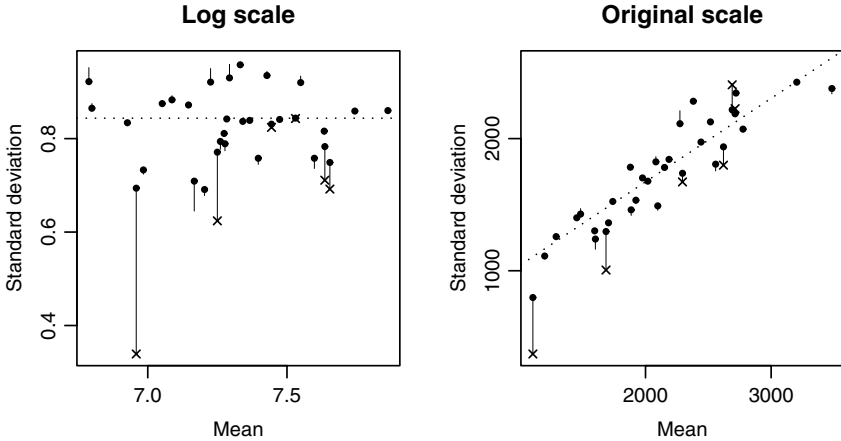 Log scale
Standard deviation
0.4
0.6
0.8
7.0
7.5
Mean
Original scale
Standard deviation
1000
2000
2000
3000
Mean